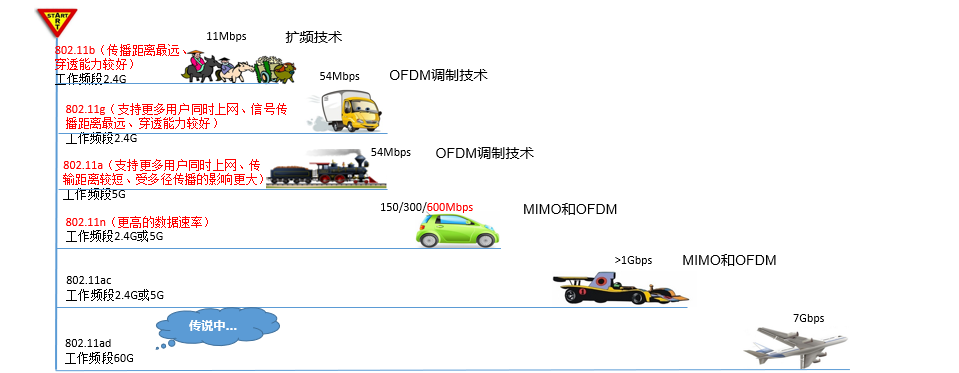 START
11Mbps 扩频技术
802.11b（传播距离最远、
穿透能力较好）
工作频段2.4G
54Mbps OFDM调制技术
802.11g（支持更多用户同时上网、信号传
播距离最远、穿透能力较好）
工作频段2.4G
54Mbps OFDM调制技术
802.11a（支持更多用户同时上网、传
输距离较短、受多径传播的影响更大）
工作频段5G
150/300/600Mbps MIMO和OFDM
802.11n（更高的数据速率）
工作频段2.4G或5G
>1Gbps MIMO和OFDM
802.11ac
工作频段2.4G或5G
传说中...
7Gbps
802.11ad
工作频段60G